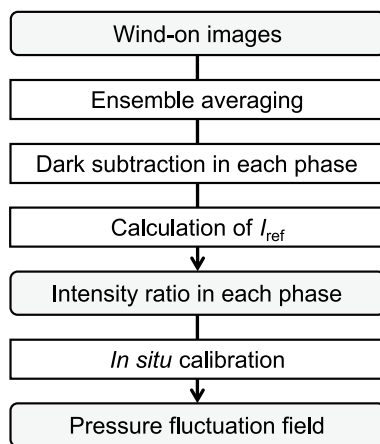 Wind-on images
Ensemble averaging
Dark subtraction in each phase
Calculation of I_ref
Intensity ratio in each phase
In situ calibration
Pressure fluctuation field